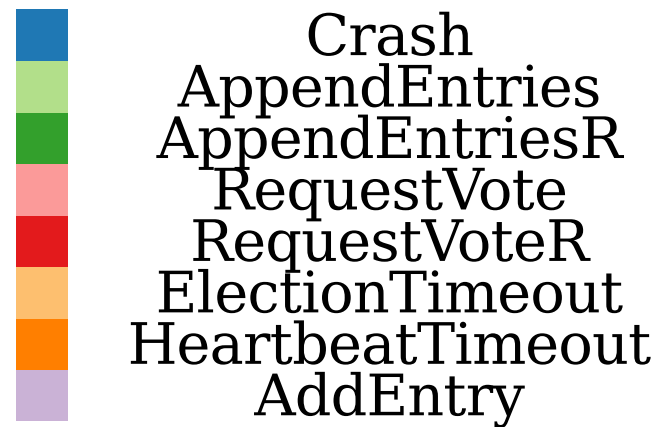 Crash
AppendEntries
AppendEntriesR
RequestVote
RequestVoteR
ElectionTimeout
HeartbeatTimeout
AddEntry